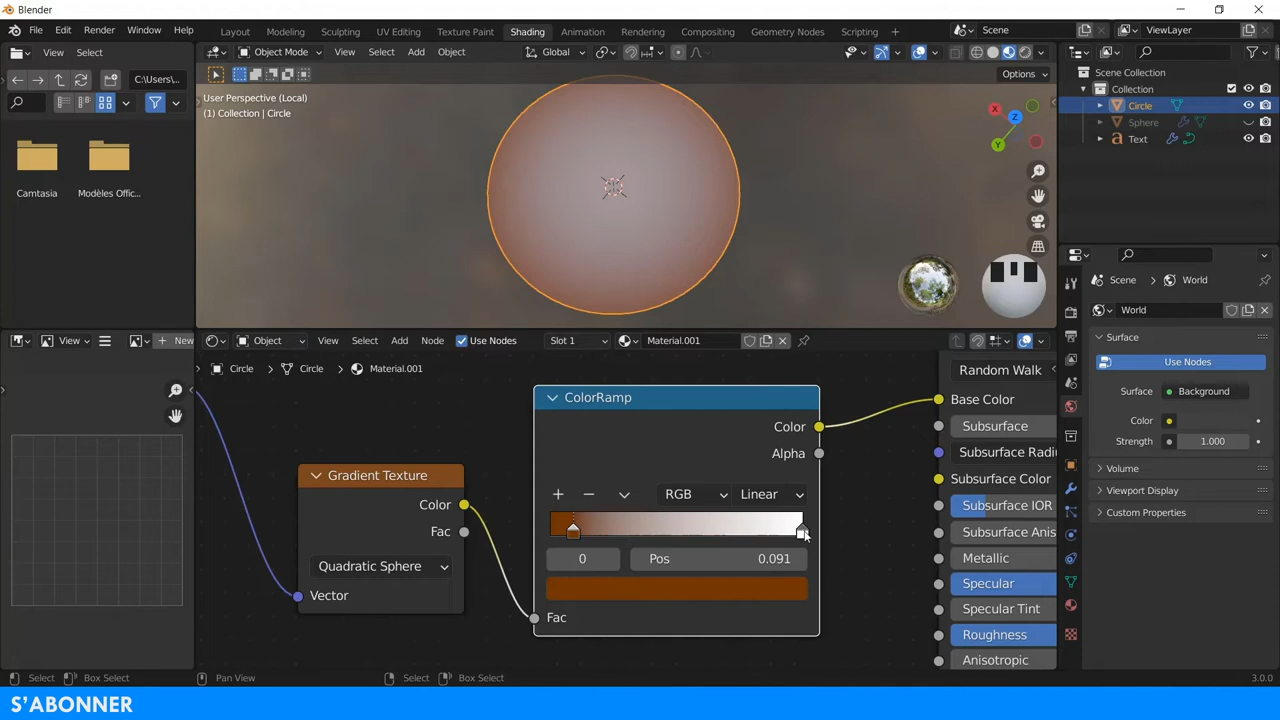 Blender
File Edit Render Window Help Layout Modeling Sculpting UV Editing Texture Paint Shading Animation Rendering Compositing Geometry Nodes Scripting Scene ViewLayer
View Select Object Mode View Select Add Object Global
C:\Users\... Options
User Perspective (Local)
(1) Collection | Circle
X Z Y
Camtasia Modèles Offic...
Scene Collection
Collection
Circle
Sphere
Text
Scene World
World
Surface
Use Nodes
Surface Background
Color
Strength 1.000
Volume
Viewport Display
Custom Properties
View New Object View Select Add Node Use Nodes Slot 1 Material.001
Circle Circle Material.001
Gradient Texture
Color
Fac
Quadratic Sphere
Vector
ColorRamp
Color
Alpha
RGB Linear
0 Pos 0.091
Fac
Random Walk
Base Color
Subsurface
Subsurface Radi
Subsurface Color
Subsurface IOR
Subsurface Anis
Metallic
Specular
Specular Tint
Roughness
Anisotropic
Select Box Select Pan View Select Box Select 3.0.0
S'ABONNER